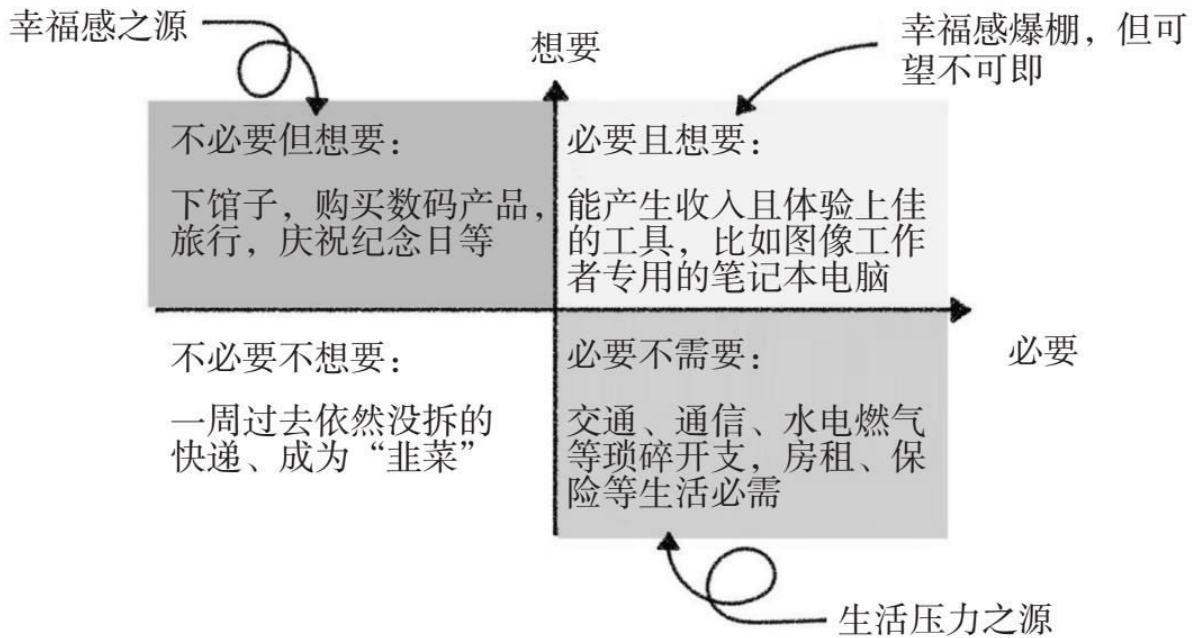 幸福感之源
想要
幸福感爆棚，但可
望不可即
不必要但想要：
下馆子，购买数码产品，
旅行，庆祝纪念日等
必要且想要：
能产生收入且体验上佳
的工具，比如图像工作
者专用的笔记本电脑
不必要不想要：
一周过去依然没拆的
快递、成为“韭菜”
必要不需要：
交通、通信、水电燃气
等琐碎开支，房租、保
险等生活必需
必要
生活压力之源